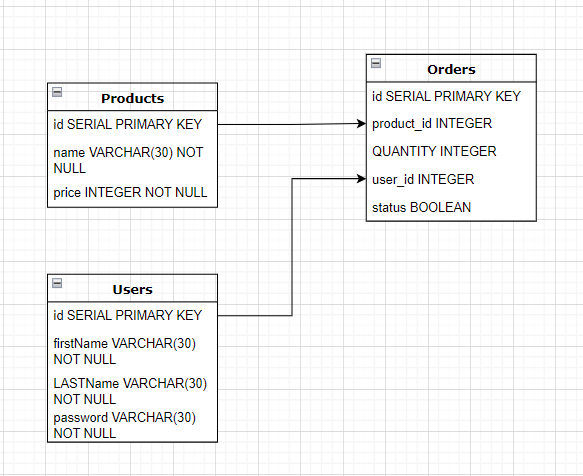 Products
id SERIAL PRIMARY KEY
name VARCHAR(30) NOT
NULL
price INTEGER NOT NULL
Orders
id SERIAL PRIMARY KEY
product_id INTEGER
QUANTITY INTEGER
user_id INTEGER
status BOOLEAN
Users
id SERIAL PRIMARY KEY
firstName VARCHAR(30)
NOT NULL
LASTName VARCHAR(30)
NOT NULL
password VARCHAR(30)
NOT NULL